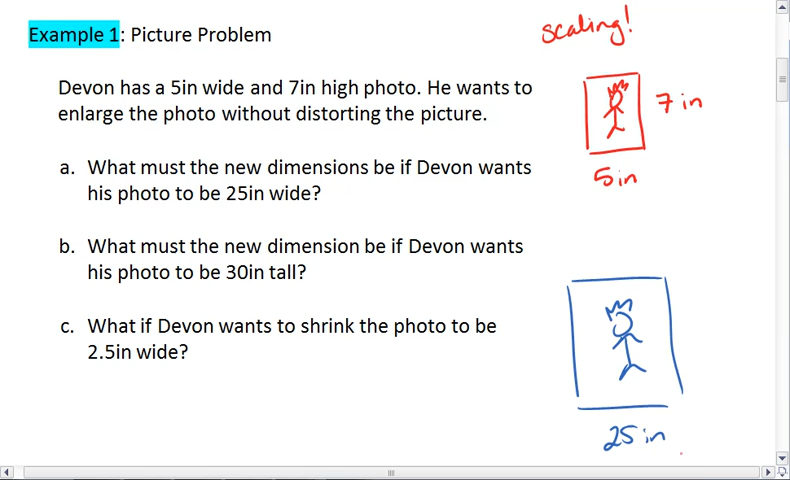 Example 1: Picture Problem
scaling!
Devon has a 5in wide and 7in high photo. He wants to
enlarge the photo without distorting the picture.
7 in
5in
a. What must the new dimensions be if Devon wants
his photo to be 25in wide?
b. What must the new dimension be if Devon wants
his photo to be 30in tall?
c. What if Devon wants to shrink the photo to be
2.5in wide?
25 in